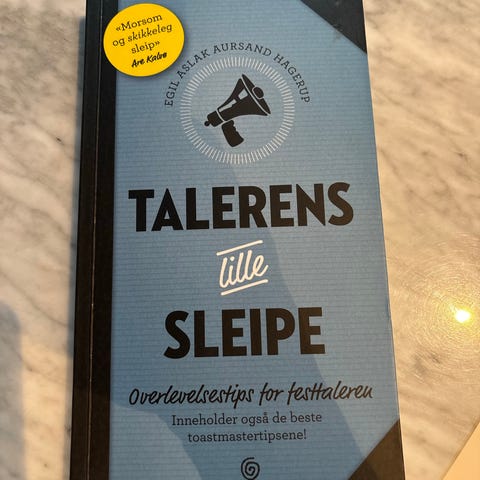 «Morsom
og skikkeleg
sleip»
Are Kalvø
EGIL ASLAK AURSAND HAGERUP
TALERENS
lille
SLEIPE
Overlevelsestips for festtaleren
Inneholder også de beste
toastmastertipsene!